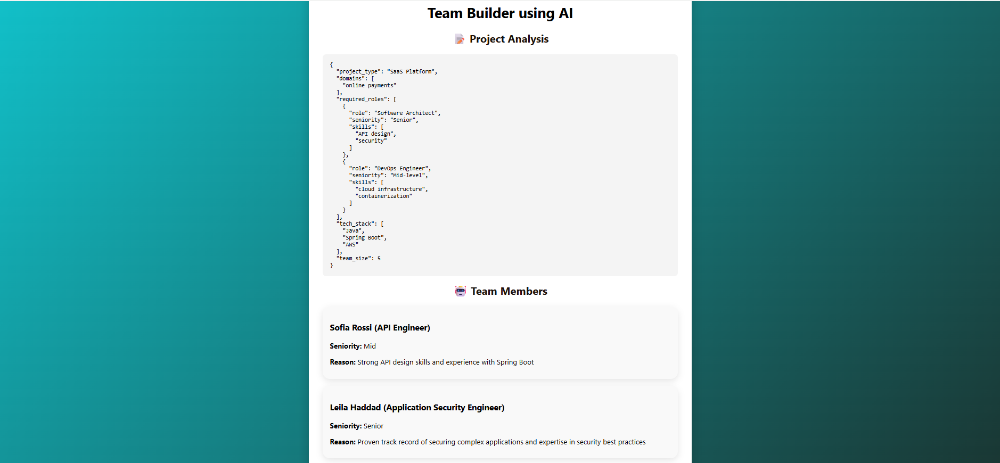 Team Builder using AI
Project Analysis
{
  "project_type": "SaaS Platform",
  "domains": [
    "online payments"
  ],
  "required_roles": [
    {
      "role": "Software Architect",
      "seniority": "Senior",
      "skills": [
        "API design",
        "security"
      ]
    },
    {
      "role": "DevOps Engineer",
      "seniority": "Mid-level",
      "skills": [
        "cloud infrastructure",
        "containerization"
      ]
    }
  ],
  "tech_stack": [
    "Java",
    "Spring Boot",
    "AWS"
  ],
  "team_size": 5
}
Team Members
Sofia Rossi (API Engineer)
Seniority: Mid
Reason: Strong API design skills and experience with Spring Boot
Leila Haddad (Application Security Engineer)
Seniority: Senior
Reason: Proven track record of securing complex applications and expertise in security best practices